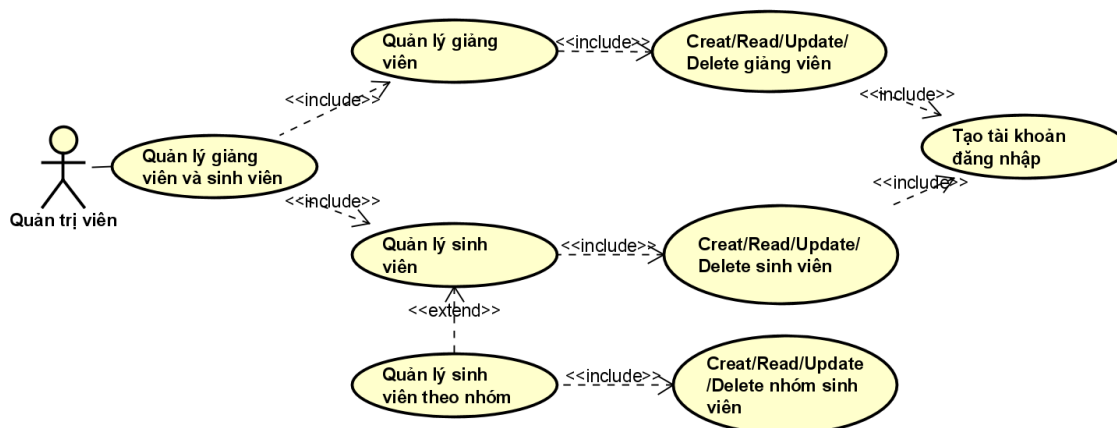 Quản lý giảng
viên
<<include>>
Creat/Read/Update/
Delete giảng viên
<<include>>
<<include>>
Tạo tài khoản
đăng nhập
Quản lý giảng
viên và sinh viên
Quản trị viên
<<include>>
<<include>>
Quản lý sinh
viên
<<include>>
Creat/Read/Update/
Delete sinh viên
<<extend>>
Quản lý sinh
viên theo nhóm
<<include>>
Creat/Read/Update
/Delete nhóm sinh
viên